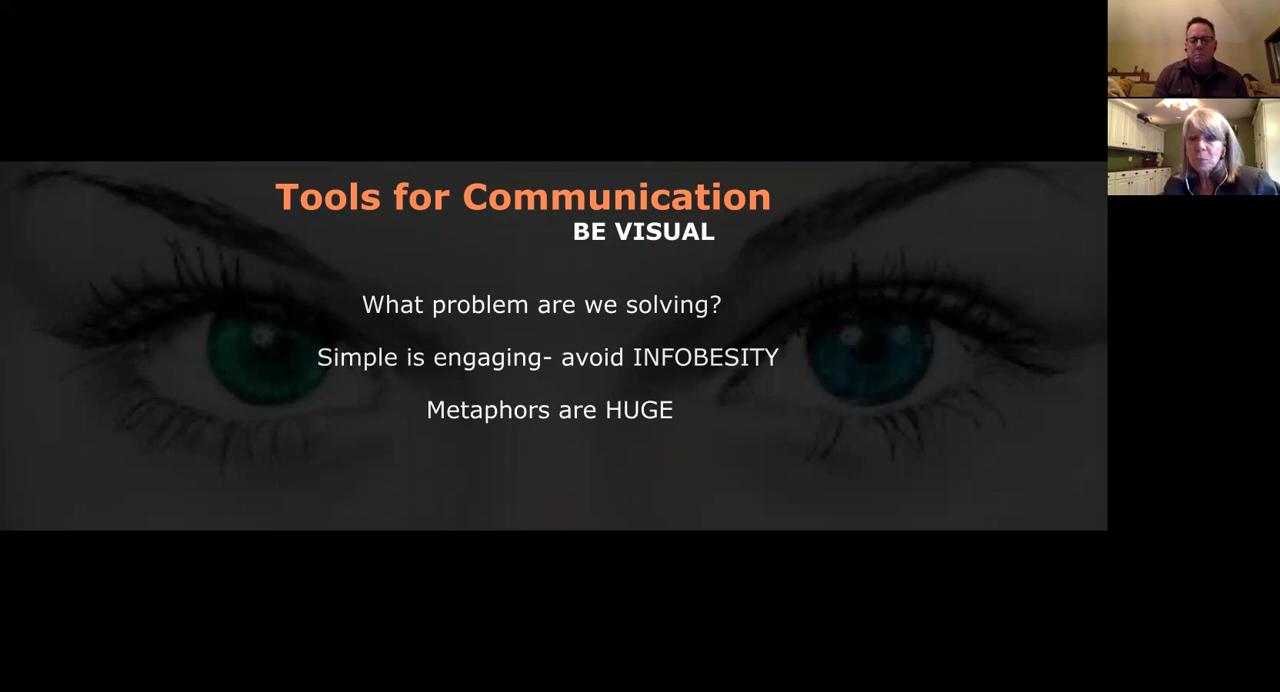 Tools for Communication
BE VISUAL
What problem are we solving?
Simple is engaging- avoid INFOBESITY
Metaphors are HUGE